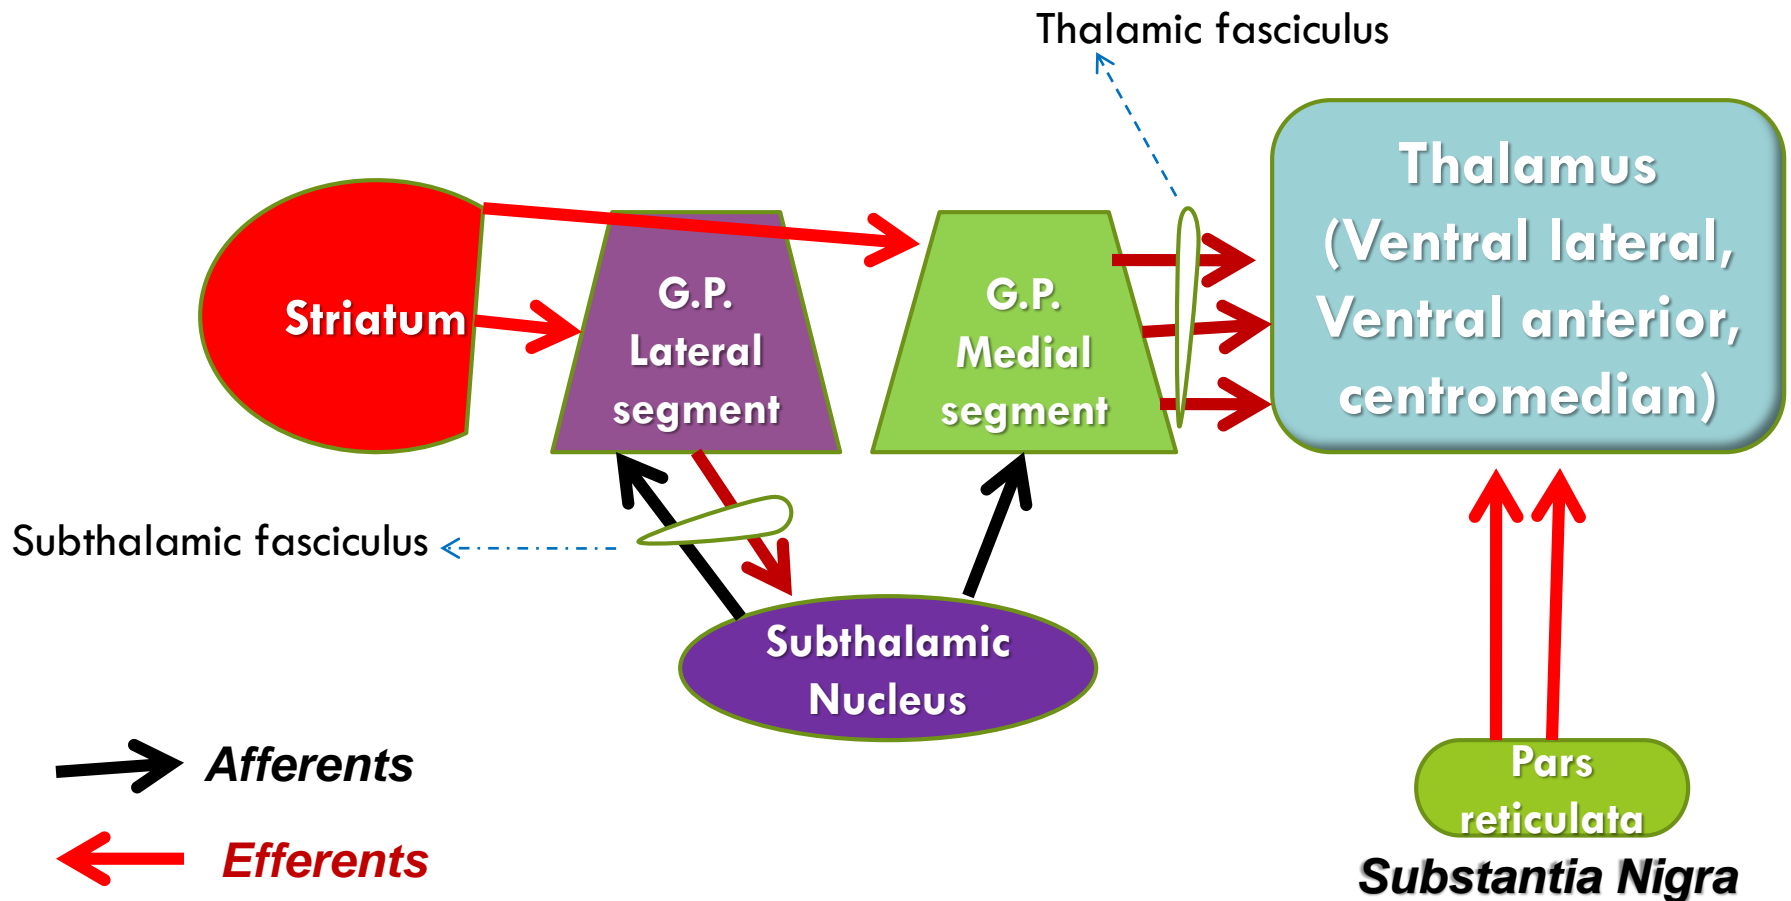 Thalamic fasciculus
Thalamus
(Ventral lateral,
Ventral anterior,
centromedian)
Striatum
G.P.
Lateral
segment
G.P.
Medial
segment
Subthalamic fasciculus
Subthalamic
Nucleus
Afferents
Efferents
Pars
reticulata
Substantia Nigra